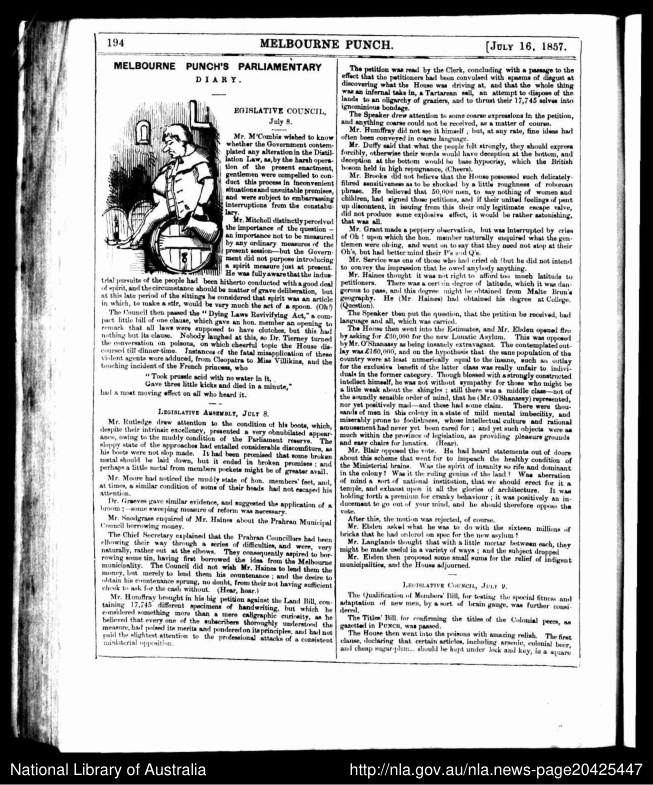 194
MELBOURNE PUNCH.
[JULY 16, 1857.
MELBOURNE PUNCH'S PARLIAMENTARY
DIARY.
EGISLATIVE COUNCIL,
July 8.
Mr. M'Combie wished to know
whether the Government contem-
plated any alteration in the Distil-
lation Law, as, by the harsh opera-
tion of the present enactment,
gentlemen were compelled to con-
duct this process in inconvenient
situations and unsuitable premises,
and were subject to embarrassing
interruptions from the constabu-
lary.
Mr. Mitchell distinctly perceived
the importance of the question—
an importance not to be measured
by any ordinary measures of the
present session—but the Govern-
ment did not purpose introducing
a spirit measure just at present.
He was fully aware that the indus-
trial pursuits of the people had been hitherto conducted with a good deal
of spirit, and the circumstance should be matter of grave deliberation, but
at this late period of the sittings he considered that spirit was an article
in which, to make a stir, would be very much the act of a spoon. (Oh!)
The Council then passed the "Dying Laws Revivifying Act," a com-
pact little bill of one clause, which gave an hon. member an opening to
remark that all laws were supposed to have clutches, but this had
nothing but its clause. Nobody laughed at this, so Dr. Tierney turned
the conversation on poisons, on which cheerful topic the House dis-
coursed till dinner-time. Instances of the fatal misapplication of these
violent agents were adduced, from Cleopatra to Miss Villikins, and the
touching incident of the French princess, who
"Took prussic acid with no water in it,
Gave three little kicks and died in a minute,"
had a most moving effect on all who heard it.
LEGISLATIVE ASSEMBLY, JULY 8.
Mr. Rutledge drew attention to the condition of his boots, which,
despite their intrinsic excellency, presented a very obnubilated appear-
ance, owing to the muddy condition of the Parliament reserve. The
sloppy state of the approaches had entailed considerable discomfiture, as
his boots were not slop made. It had been promised that some broken
metal should be laid down, but it ended in broken promises; and
perhaps a little metal from members pockets might be of greater avail.
Mr. Moore had noticed the muddy state of hon. members' feet, and,
at times, a similar condition of some of their heads had not escaped his
attention.
Dr. Greeves gave similar evidence, and suggested the application of a
broom;—some sweeping measure of reform was necessary.
Mr. Snodgrass enquired of Mr. Haines about the Prahran Municipal
Council borrowing money.
The Chief Secretary explained that the Prahran Councillors had been
elbowing their way through a series of difficulties, and were, very
naturally, rather out at the elbows. They consequently aspired to bor-
rowing some tin, having first borrowed the idea from the Melbourne
municipality. The Council did not wish Mr. Haines to lend them the
money, but merely to lend them his countenance; and the desire to
obtain his countenance sprung, no doubt, from their not having sufficient
cheek to ask for the cash without. (Hear, hear.)
Mr. Humffray brought in his big petition against the Land Bill, con-
taining 17,745 different specimens of handwriting, but which he
considered something more than a mere caligraphic curiosity, as he
believed that every one of the subscribers thoroughly understood the
measure, had poised its merits and pondered on its principles, and had not
paid the slightest attention to the professional attacks of a consistent
ministerial opposition.
The petition was read by the Clerk, concluding with a passage to the
effect that the petitioners had been convulsed with spasms of disgust at
discovering what the House was driving at, and that the whole thing
was an infernal take in, a Tartarean sell, an attempt to dispose of the
lands to an oligarchy of graziers, and to thrust their 17,745 selves into
ignominious bondage.
The Speaker drew attention to some coarse expressions in the petition,
and anything coarse could not be received, as a matter of course.
Mr. Humffray did not see it himself; but, at any rate, fine ideas had
often been conveyed in coarse language.
Mr. Duffy said that what the people felt strongly, they should express
forcibly, otherwise their words would have deception at the bottom, and
deception at the bottom would be base hypocrisy, which the British
bosom held in high repugnance, (Cheers).
Mr. Brooke did not believe that the House possessed such delicately-
fibred sensitiveness as to be shocked by a little roughness of roborean
phrase. He believed that 50,000 men, to say nothing of women and
children, had signed those petitions, and if their united feelings of pent
up discontent, in issuing from this their only legitimate escape valve,
did not produce some explosive effect, it would be rather astonishing,
that was all.
Mr. Grant made a peppery observation, but was interrupted by cries
of Oh! upon which the hon. member naturally enquired what the gen-
tlemen were oh-ing, and went on to say that they need not stop at their
Oh's, but had better mind their P's and Q's.
Mr. Service was one of those who had cried oh! but he did not intend
to convey the impression that he owed anybody anything.
Mr. Haines thought it was not right to afford too much latitude to
petitioners. There was a certain degree of latitude, which it was dan-
gerous to pass, and this degree might be obtained from Malte Brun's
geography. He (Mr. Haines) had obtained his degree at College.
(Question).
The Speaker then put the question, that the petition be received, bad
language and all, which was carried.
The House then went into the Estimates, and Mr. Ebden opened fire
by asking for £30,000 for the new Lunatic Asylum. This was opposed
by Mr. O'Shanassy as being insanely extravagant. The contemplated out-
lay was £160,000, and on the hypothesis that the sane population of the
country were at least numerically equal to the insane, such an outlay
for the exclusive benefit of the latter class was really unfair to indivi-
duals in the former category. Though blessed with a strongly constructed
intellect himself, he was not without sympathy for those who might be
a little weak about the shingles; still there was a middle class—not of
the soundly sensible order of mind, that he (Mr. O'Shanassy) represented,
nor yet positively mad—and these had some claim. There were thou-
sands of men in this colony in a state of mild mental imbecility, and
miserably prone to foolishness, whose intellectual culture and rational
amusement had never yet been cared for; and yet such objects were as
much within the province of legislation, as providing pleasure grounds
and easy chairs for lunatics. (Hear).
Mr. Blair opposed the vote. He had heard statements out of doors
about this scheme that went far to impeach the healthy condition of
the Ministerial brains. Was the spirit of insanity so rife and dominant
in the colony? Was it the ruling genius of the land? Was aberration
of mind a sort of national institution, that we should erect for it a
temple, and exhaust upon it all the glories of architecture. It was
holding forth a premium for cranky behaviour; it was positively an in-
ducement to go out of your mind, and he should therefore oppose the
vote.
After this, the motion was rejected, of course.
Mr. Ebden asked what he was to do with the sixteen millions of
bricks that he had ordered on spec for the new asylum?
Mr. Langlands thought that with a little mortar between each, they
might be made useful in a variety of ways; and the subject dropped
Mr. Ebden then proposed some small sums for the relief of indigent
municipalities, and the House adjourned.
LEGISLATIVE COUNCIL, JULY 9.
The Qualification of Members' Bill, for testing the special fitness and
adaptation of new men, by a sort of brain gauge, was further consi-
dered.
The Titles' Bill, for confirming the titles of the Colonial peers, as
gazetted in PUNCH, was passed.
The House then went into the poisons with amazing relish. The first
clause, declaring that certain articles, including arsenic, colonial beer,
and cheap sugar-plums, should be kept under lock and key, in a square
National Library of Australia
http://nla.gov.au/nla.news-page20425447